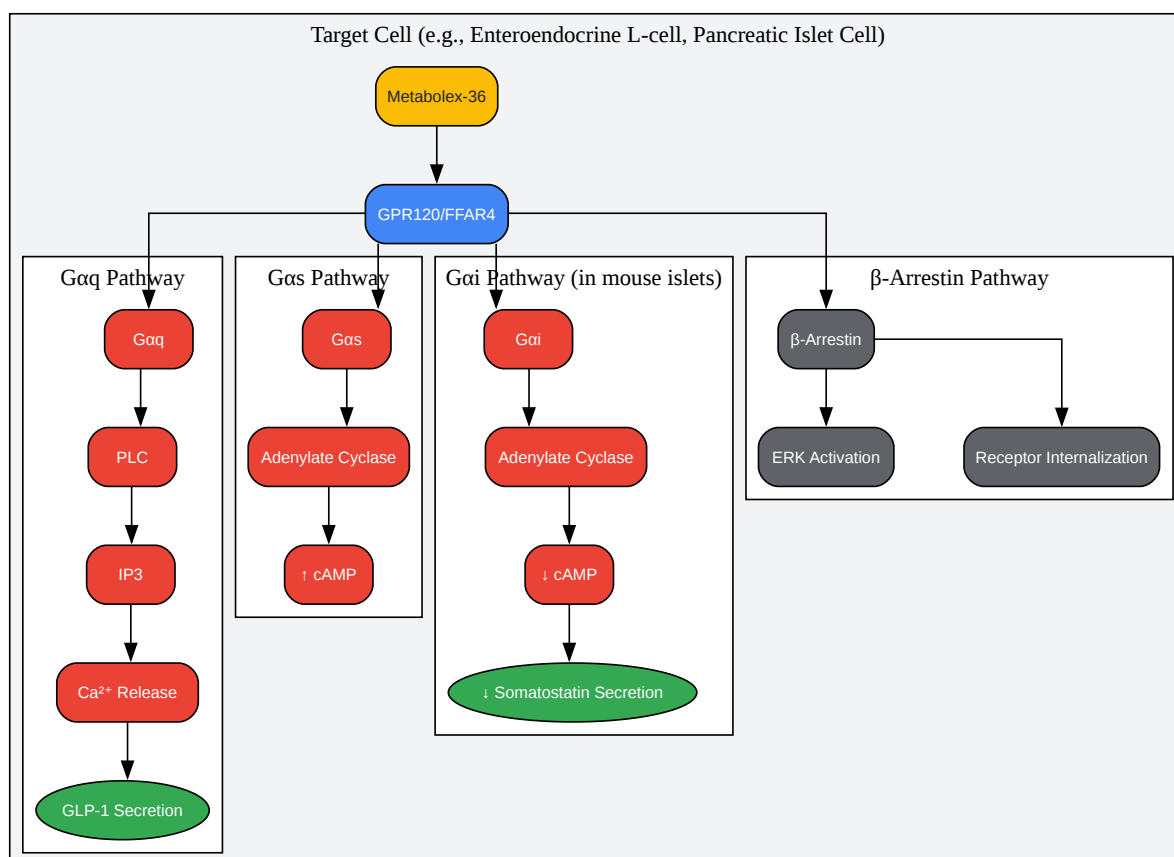 Target Cell (e.g., Enteroendocrine L-cell, Pancreatic Islet Cell)
Metabolex-36
GPR120/FFAR4
Gαq Pathway
Gαq
PLC
IP3
Ca²⁺ Release
GLP-1 Secretion
Gαs Pathway
Gαs
Adenylate Cyclase
↑ cAMP
Gαi Pathway (in mouse islets)
Gαi
Adenylate Cyclase
↓ cAMP
↓ Somatostatin Secretion
β-Arrestin Pathway
β-Arrestin
ERK Activation
Receptor Internalization